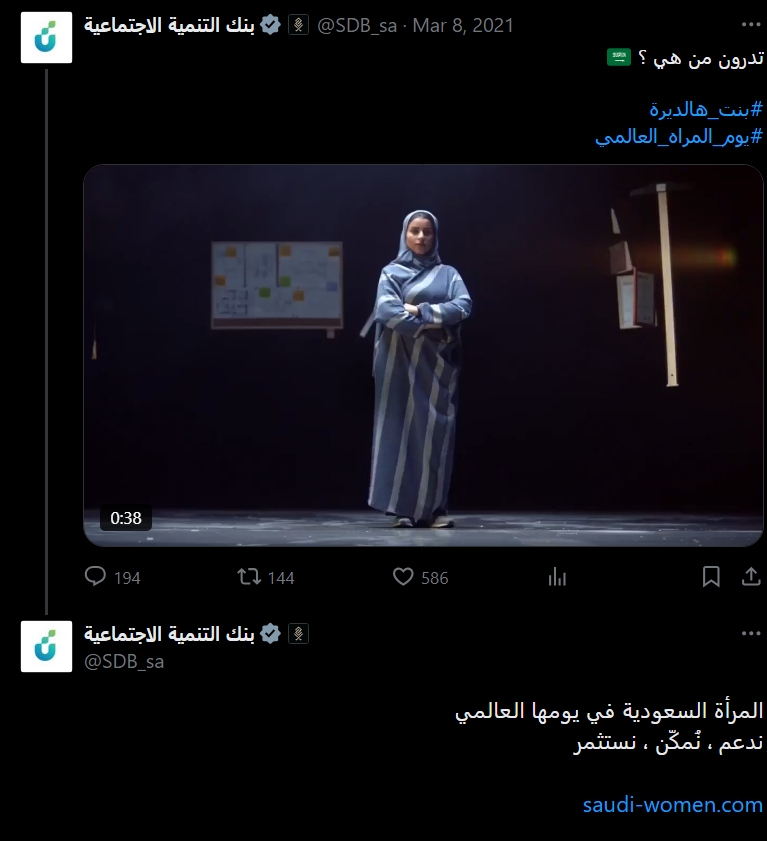 بنك التنمية الاجتماعية @SDB_sa · Mar 8, 2021
تدرون من هي ؟
#بنت_هالديرة
#يوم_المراه_العالمي
0:38
194 144 586
بنك التنمية الاجتماعية
@SDB_sa
المرأة السعودية في يومها العالمي
ندعم ، نُمكّن ، نستثمر
saudi-women.com